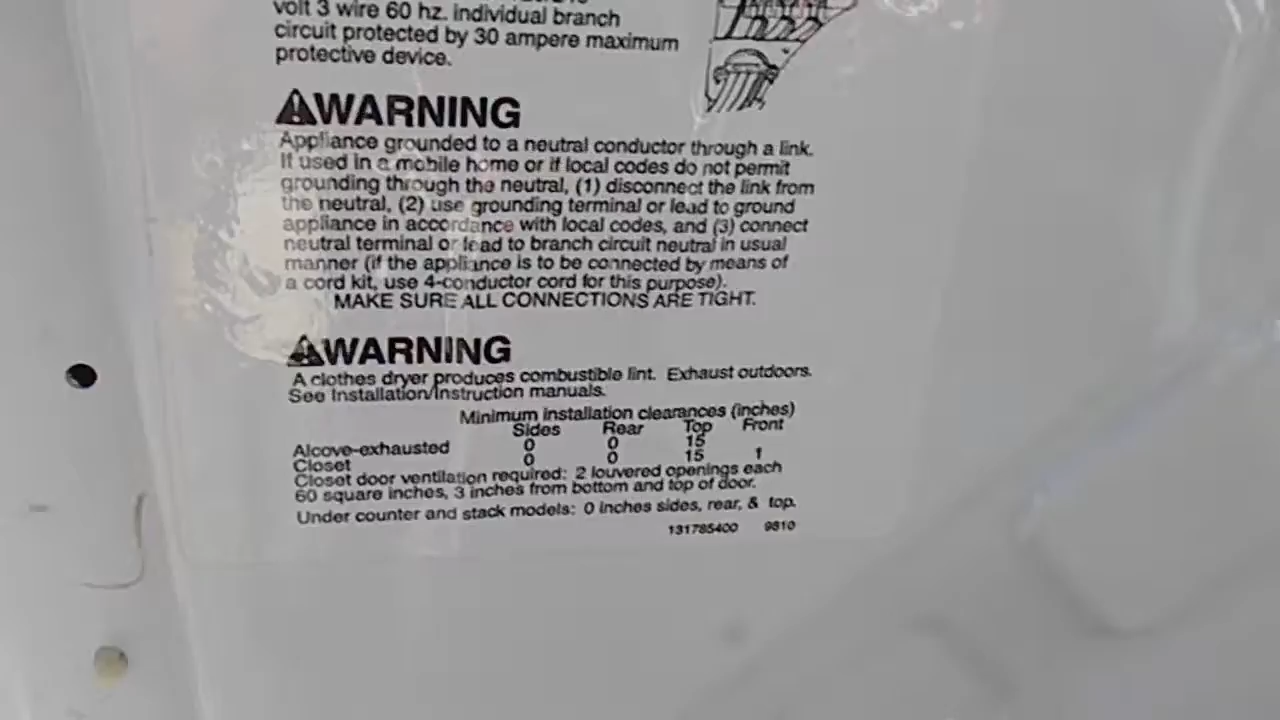 volt 3 wire 60 hz. individual branch
circuit protected by 30 ampere maximum
protective device.
WARNING
Appliance grounded to a neutral conductor through a link.
If used in a mobile home or if local codes do not permit
grounding through the neutral, (1) disconnect the link from
the neutral, (2) use grounding terminal or lead to ground
appliance in accordance with local codes, and (3) connect
neutral terminal or lead to branch circuit neutral in usual
manner (if the appliance is to be connected by means of
a cord kit, use 4-conductor cord for this purpose).
MAKE SURE ALL CONNECTIONS ARE TIGHT.
WARNING
A clothes dryer produces combustible lint. Exhaust outdoors.
See Installation/Instruction manuals.
Minimum installation clearances (inches)
Sides Rear Top Front
Alcove-exhausted 0 0 15
Closet 0 0 15 1
Closet door ventilation required: 2 louvered openings each
60 square inches, 3 inches from bottom and top of door.
Under counter and stack models: 0 inches sides, rear, & top.
131785400 9810